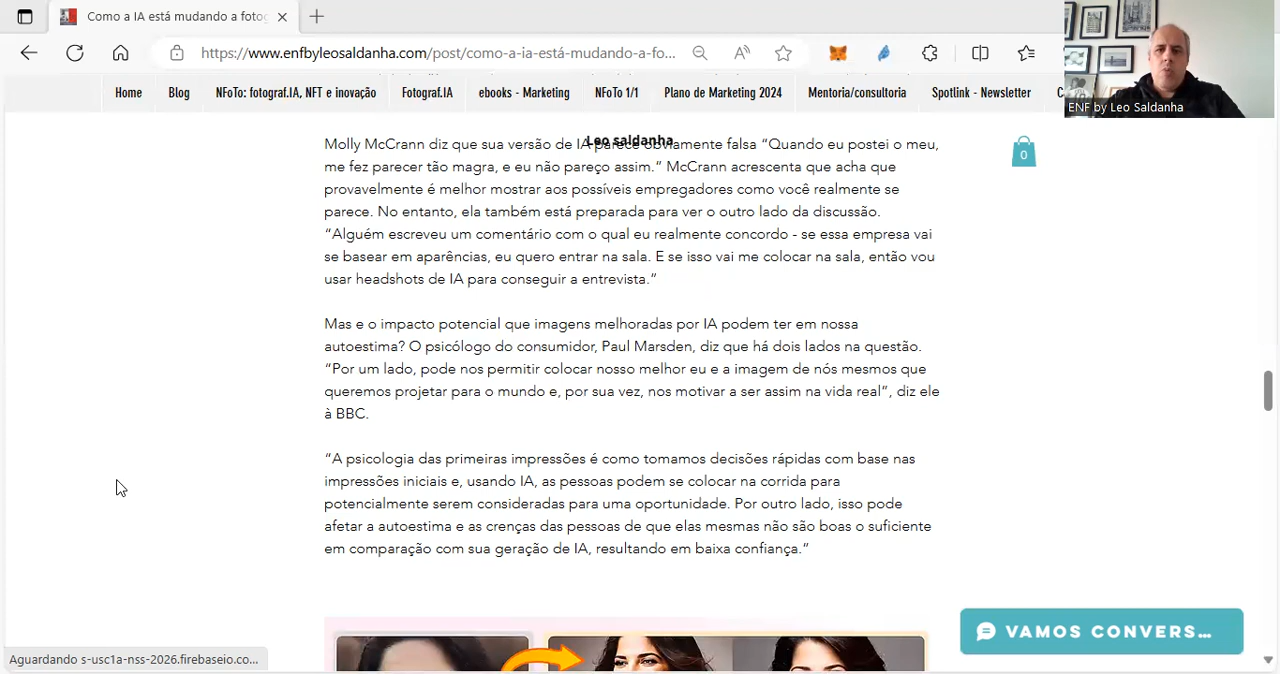 Como a IA está mudando a fotog
https://www.enfbyleosaldanha.com/post/como-a-ia-está-mudando-a-fo...
ENF by Leo Saldanha
Home Blog NFoTo: fotograf.IA, NFT e inovação Fotograf.IA ebooks - Marketing NFoTo 1/1 Plano de Marketing 2024 Mentoria/consultoria Spotlink - Newsletter C
Leo saldanha
0
Molly McCrann diz que sua versão de IA parece obviamente falsa “Quando eu postei o meu,
me fez parecer tão magra, e eu não pareço assim.” McCrann acrescenta que acha que
provavelmente é melhor mostrar aos possíveis empregadores como você realmente se
parece. No entanto, ela também está preparada para ver o outro lado da discussão.
“Alguém escreveu um comentário com o qual eu realmente concordo - se essa empresa vai
se basear em aparências, eu quero entrar na sala. E se isso vai me colocar na sala, então vou
usar headshots de IA para conseguir a entrevista.”
Mas e o impacto potencial que imagens melhoradas por IA podem ter em nossa
autoestima? O psicólogo do consumidor, Paul Marsden, diz que há dois lados na questão.
“Por um lado, pode nos permitir colocar nosso melhor eu e a imagem de nós mesmos que
queremos projetar para o mundo e, por sua vez, nos motivar a ser assim na vida real”, diz ele
à BBC.
“A psicologia das primeiras impressões é como tomamos decisões rápidas com base nas
impressões iniciais e, usando IA, as pessoas podem se colocar na corrida para
potencialmente serem consideradas para uma oportunidade. Por outro lado, isso pode
afetar a autoestima e as crenças das pessoas de que elas mesmas não são boas o suficiente
em comparação com sua geração de IA, resultando em baixa confiança.”
VAMOS CONVERS...
Aguardando s-usc1a-nss-2026.firebaseio.co...